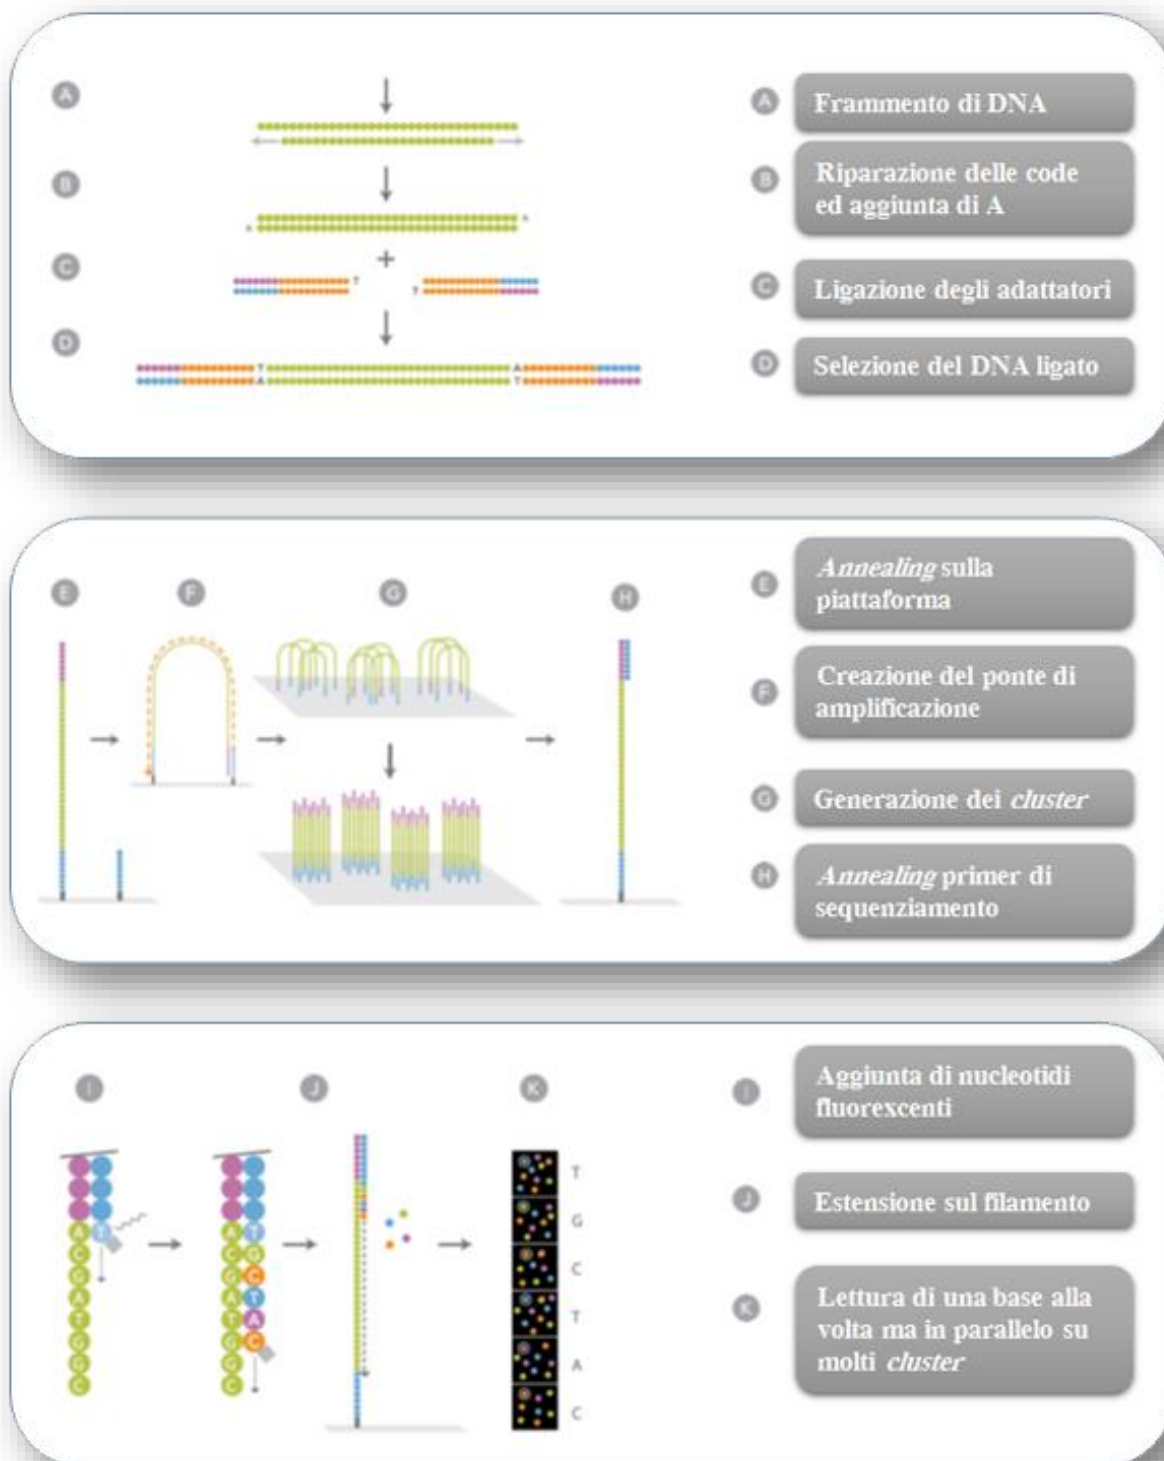 A
Frammento di DNA
B
Riparazione delle code
ed aggiunta di A
A
A
C
Ligazione degli adattatori
T
T
D
Selezione del DNA ligato
T
A
A
T
E
F
G
H
E
Annealing sulla
piattaforma
F
Creazione del ponte di
amplificazione
G
Generazione dei cluster
H
Annealing primer di
sequenziamento
I
J
K
I
Aggiunta di nucleotidi
fluorexcenti
J
Estensione sul filamento
K
Lettura di una base alla
volta ma in parallelo su
molti cluster
A T
C
G
A
T
G
G
C
A T
C G
G C
A T
T A
G C
G
C
T
G
C
T
A
C